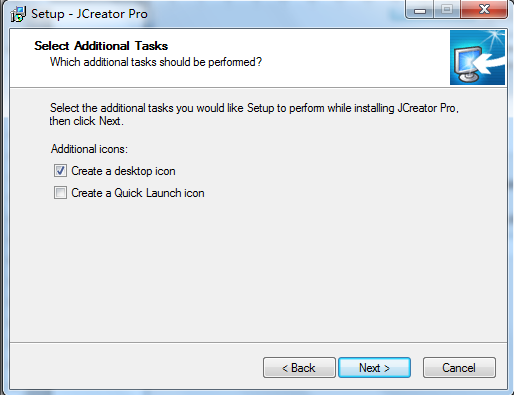 Setup - JCreator Pro
Select Additional Tasks
Which additional tasks should be performed?
Select the additional tasks you would like Setup to perform while installing JCreator Pro,
then click Next.
Additional icons:
Create a desktop icon
Create a Quick Launch icon
< Back
Next >
Cancel